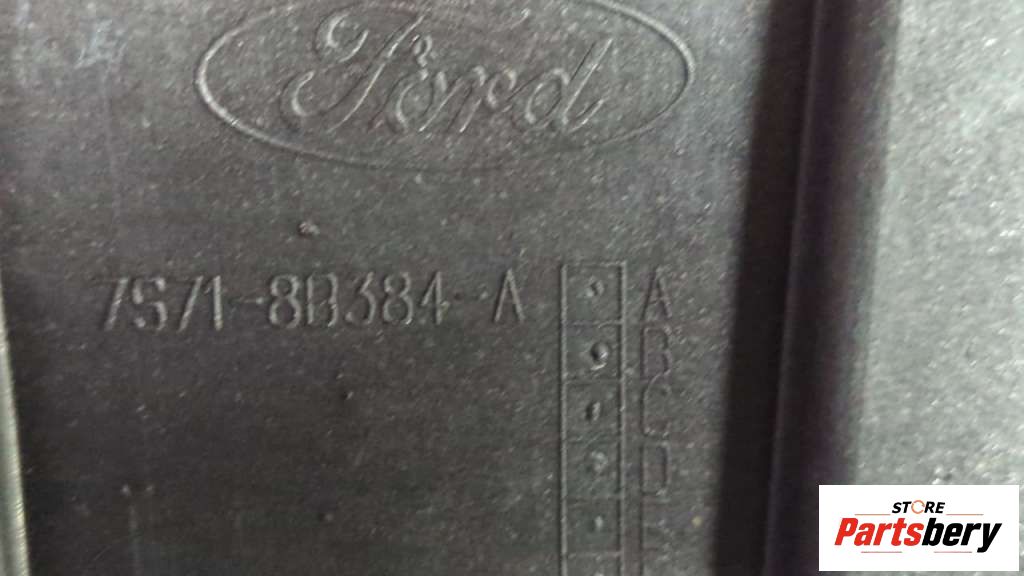 Ford
7S71-8B384-A
A
B
C
D
STORE
Partsbery